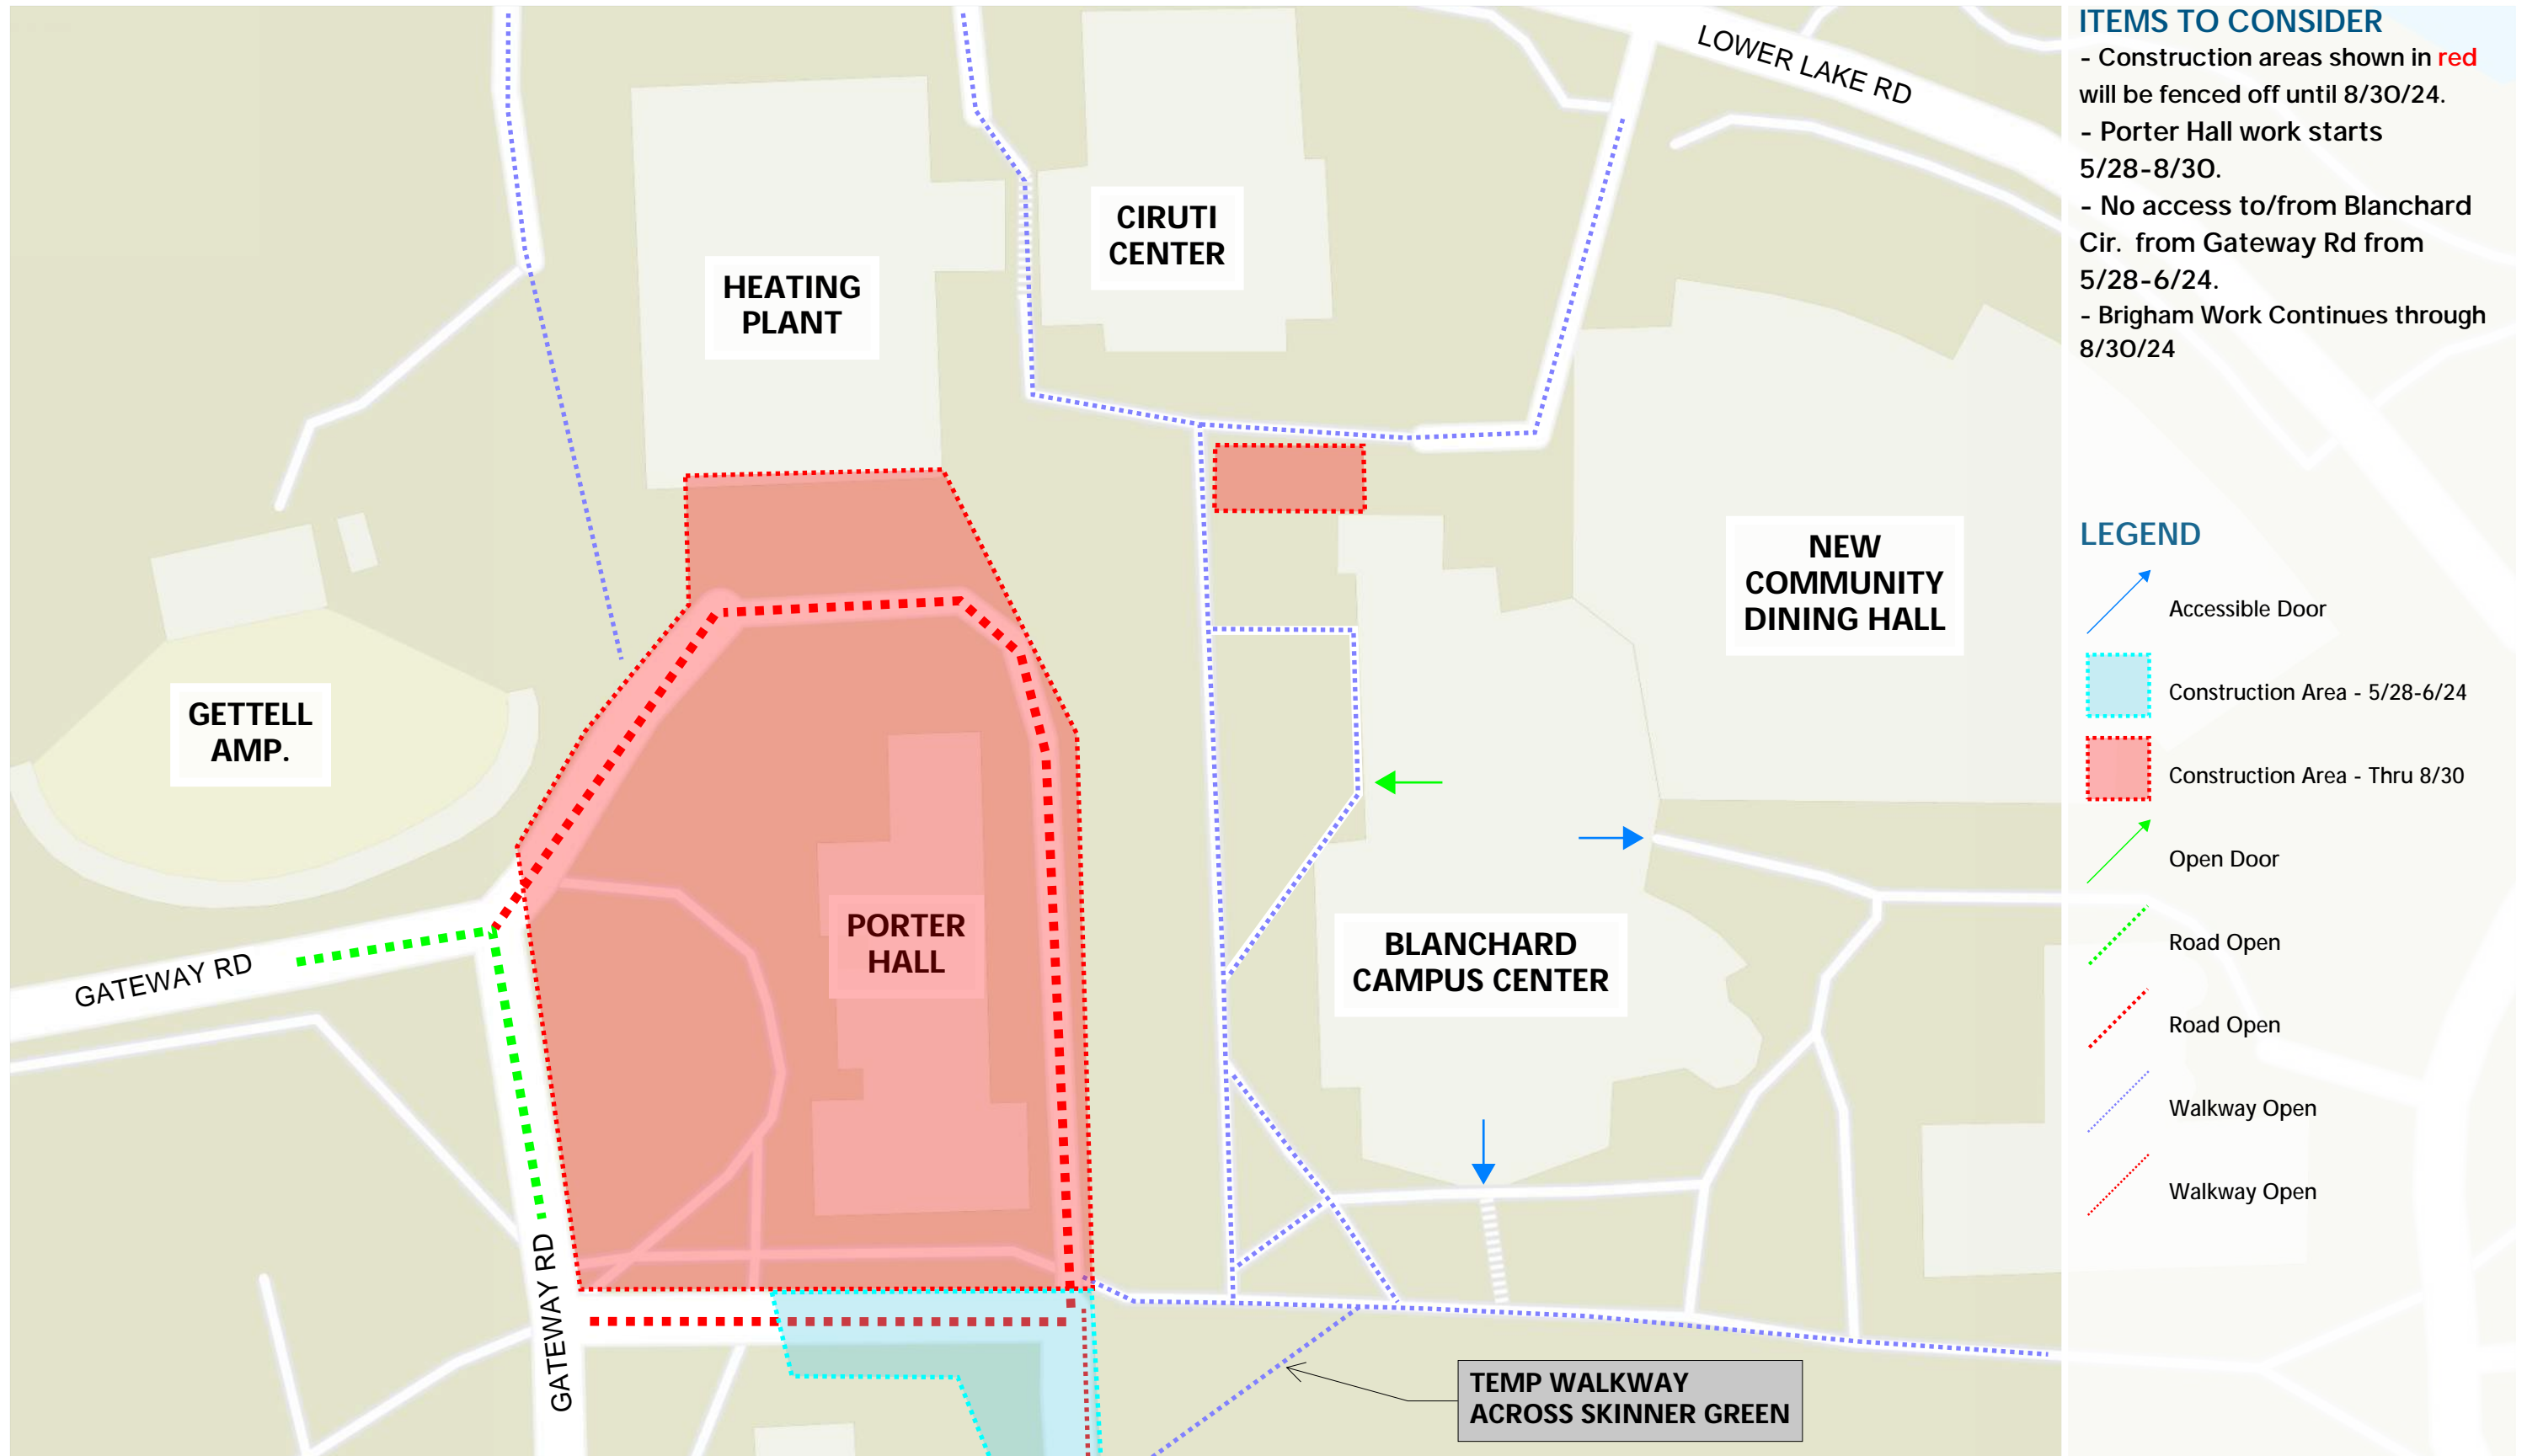 LOWER LAKE RD
CIRUTI
CENTER
HEATING
PLANT
NEW
COMMUNITY
DINING HALL
GETTELL
AMP.
PORTER
HALL
BLANCHARD
CAMPUS CENTER
GATEWAY RD
GATEWAY RD
TEMP WALKWAY
ACROSS SKINNER GREEN
ITEMS TO CONSIDER
- Construction areas shown in red
will be fenced off until 8/30/24.
- Porter Hall work starts
5/28-8/30.
- No access to/from Blanchard
Cir. from Gateway Rd from
5/28-6/24.
- Brigham Work Continues through
8/30/24
LEGEND
Accessible Door
Construction Area - 5/28-6/24
Construction Area - Thru 8/30
Open Door
Road Open
Road Open
Walkway Open
Walkway Open